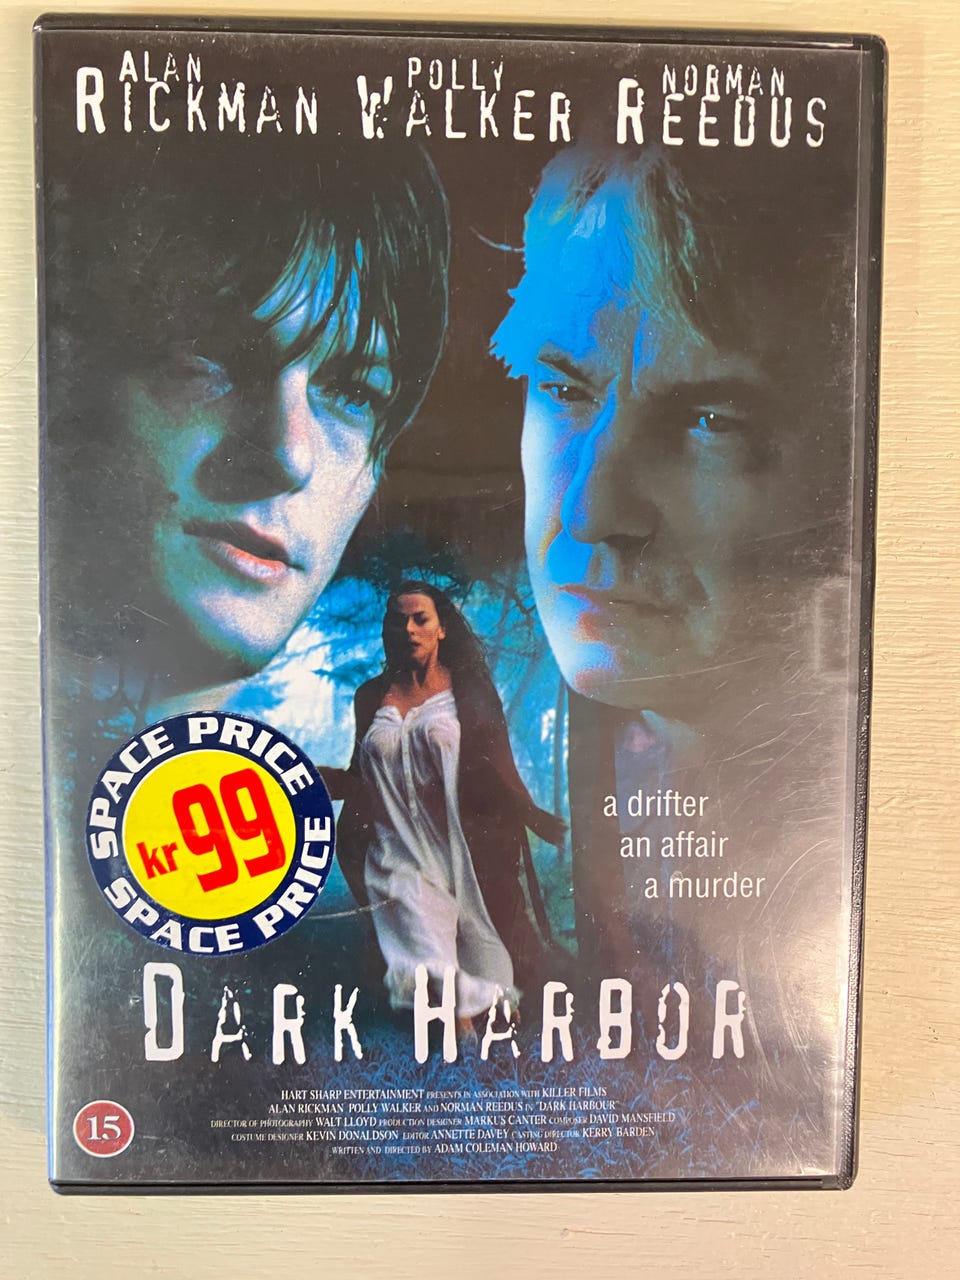 ALAN POLLY NORMAN
RICKMAN WALKER REEDUS
a drifter
an affair
a murder
SPACE PRICE
kr 99
SPACE PRICE
DARK HARBOR
HART SHARP ENTERTAINMENT PRESENTS IN ASSOCIATION WITH KILLER FILMS
ALAN RICKMAN POLLY WALKER AND NORMAN REEDUS IN "DARK HARBOUR"
DIRECTOR OF PHOTOGRAPHY WALT LLOYD PRODUCTION DESIGNER MARKUS CANTER COMPOSER DAVID MANSFIELD
COSTUME DESIGNER KEVIN DONALDSON EDITOR ANNETTE DAVEY CASTING DIRECTOR KERRY BARDEN
WRITTEN AND DIRECTED BY ADAM COLEMAN HOWARD
15